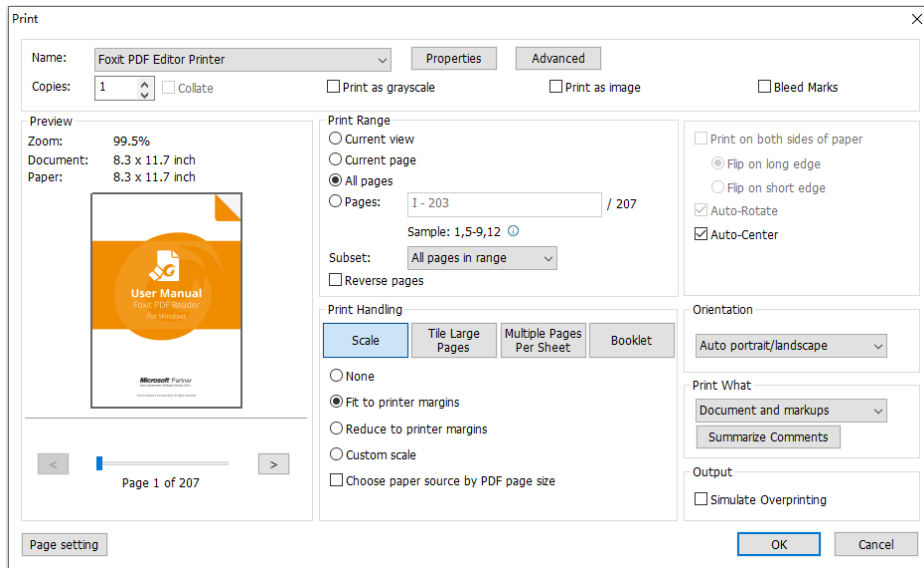 Print
Name: Foxit PDF Editor Printer Properties Advanced
Copies: 1 Collate Print as grayscale Print as image Bleed Marks
Preview
Zoom: 99.5%
Document: 8.3 x 11.7 inch
Paper: 8.3 x 11.7 inch
User Manual
Foxit PDF Reader
For Windows
Microsoft Partner
Page 1 of 207
< >
Print Range
Current view
Current page
All pages
Pages: I - 203 / 207
Sample: 1,5-9,12
Subset: All pages in range
Reverse pages
Print on both sides of paper
Flip on long edge
Flip on short edge
Auto-Rotate
Auto-Center
Print Handling
Scale Tile Large Pages Multiple Pages Per Sheet Booklet
None
Fit to printer margins
Reduce to printer margins
Custom scale
Choose paper source by PDF page size
Orientation
Auto portrait/landscape
Print What
Document and markups
Summarize Comments
Output
Simulate Overprinting
Page setting OK Cancel